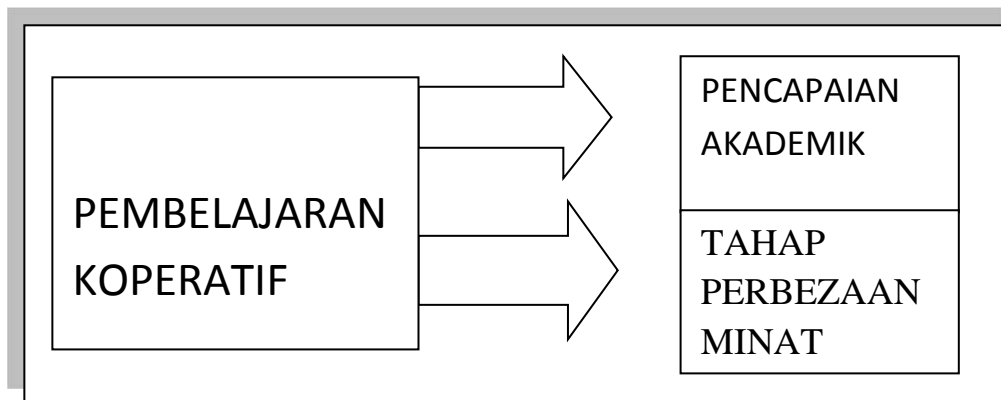 PEMBELAJARAN
KOPERATIF
PENCAPAIAN
AKADEMIK
TAHAP
PERBEZAAN
MINAT